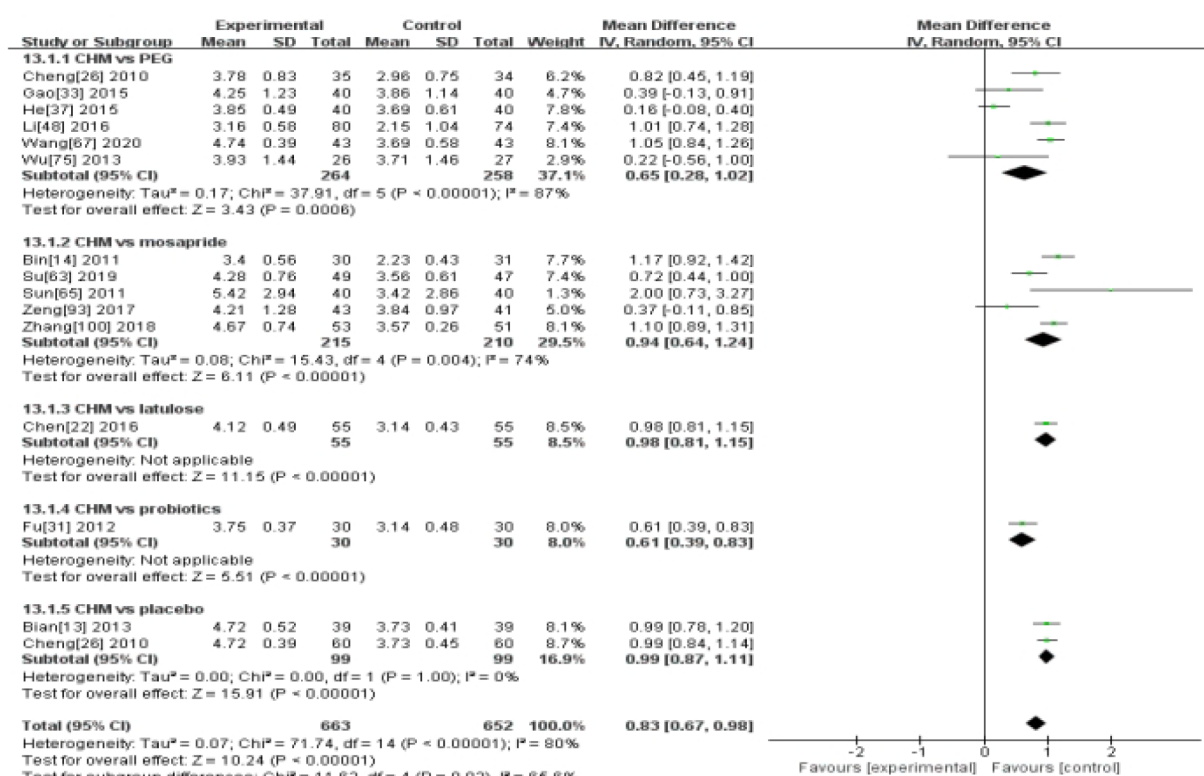 Experimental Control Mean Difference Mean Difference
Study or Subgroup Mean SD Total Mean SD Total Weight IV, Random, 95% CI IV, Random, 95% CI
13.1.1 CHM vs PEG
Cheng[26] 2010 3.78 0.83 35 2.96 0.75 34 6.2% 0.82 [0.45, 1.19]
Gao[33] 2015 4.25 1.23 40 3.86 1.14 40 4.7% 0.39 [-0.13, 0.91]
He[37] 2015 3.85 0.49 40 3.69 0.61 40 7.8% 0.16 [-0.08, 0.40]
Li[48] 2016 3.16 0.58 80 2.15 1.04 74 7.4% 1.01 [0.74, 1.28]
Wang[67] 2020 4.74 0.39 43 3.69 0.58 43 8.1% 1.05 [0.84, 1.26]
Wu[75] 2013 3.93 1.44 26 3.71 1.46 27 2.9% 0.22 [-0.56, 1.00]
Subtotal (95% CI) 264 258 37.1% 0.65 [0.28, 1.02]
Heterogeneity: Tau² = 0.17; Chi² = 37.91, df = 5 (P < 0.00001); I² = 87%
Test for overall effect: Z = 3.43 (P = 0.0006)
13.1.2 CHM vs mosapride
Bin[14] 2011 3.4 0.56 30 2.23 0.43 31 7.7% 1.17 [0.92, 1.42]
Su[63] 2019 4.28 0.76 49 3.56 0.61 47 7.4% 0.72 [0.44, 1.00]
Sun[65] 2011 5.42 2.94 40 3.42 2.86 40 1.3% 2.00 [0.73, 3.27]
Zeng[93] 2017 4.21 1.28 43 3.84 0.97 41 5.0% 0.37 [-0.11, 0.85]
Zhang[100] 2018 4.67 0.74 53 3.57 0.26 51 8.1% 1.10 [0.89, 1.31]
Subtotal (95% CI) 215 210 29.5% 0.94 [0.64, 1.24]
Heterogeneity: Tau² = 0.08; Chi² = 15.43, df = 4 (P = 0.004); I² = 74%
Test for overall effect: Z = 6.11 (P < 0.00001)
13.1.3 CHM vs latulose
Chen[22] 2016 4.12 0.49 55 3.14 0.43 55 8.5% 0.98 [0.81, 1.15]
Subtotal (95% CI) 55 55 8.5% 0.98 [0.81, 1.15]
Heterogeneity: Not applicable
Test for overall effect: Z = 11.15 (P < 0.00001)
13.1.4 CHM vs probiotics
Fu[31] 2012 3.75 0.37 30 3.14 0.48 30 8.0% 0.61 [0.39, 0.83]
Subtotal (95% CI) 30 30 8.0% 0.61 [0.39, 0.83]
Heterogeneity: Not applicable
Test for overall effect: Z = 5.51 (P < 0.00001)
13.1.5 CHM vs placebo
Bian[13] 2013 4.72 0.52 39 3.73 0.41 39 8.1% 0.99 [0.78, 1.20]
Cheng[26] 2010 4.72 0.39 60 3.73 0.45 60 8.7% 0.99 [0.84, 1.14]
Subtotal (95% CI) 99 99 16.9% 0.99 [0.87, 1.11]
Heterogeneity: Tau² = 0.00; Chi² = 0.00, df = 1 (P = 1.00); I² = 0%
Test for overall effect: Z = 15.91 (P < 0.00001)
Total (95% CI) 663 652 100.0% 0.83 [0.67, 0.98]
Heterogeneity: Tau² = 0.07; Chi² = 71.74, df = 14 (P < 0.00001); I² = 80%
Test for overall effect: Z = 10.24 (P < 0.00001)
Test for subgroup differences: Chi² = 11.63, df = 4 (P = 0.02), I² = 65.6%
-2 -1 0 1 2
Favours [experimental] Favours [control]